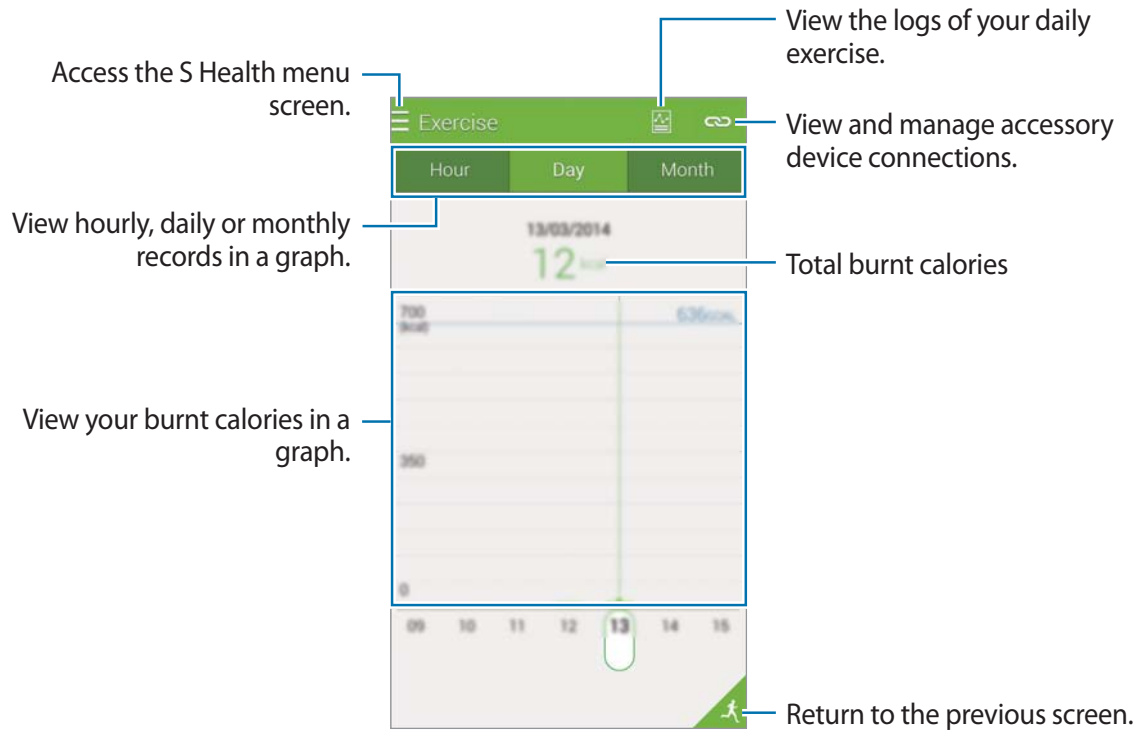 View the logs of your daily
exercise.
Access the S Health menu
screen.
Exercise
View and manage accessory
device connections.
Hour Day Month
View hourly, daily or monthly
records in a graph.
13/03/2014
12 kcal
Total burnt calories
700
(kcal)
636 GOAL
View your burnt calories in a
graph.
350
0
09 10 11 12 13 14 15
Return to the previous screen.